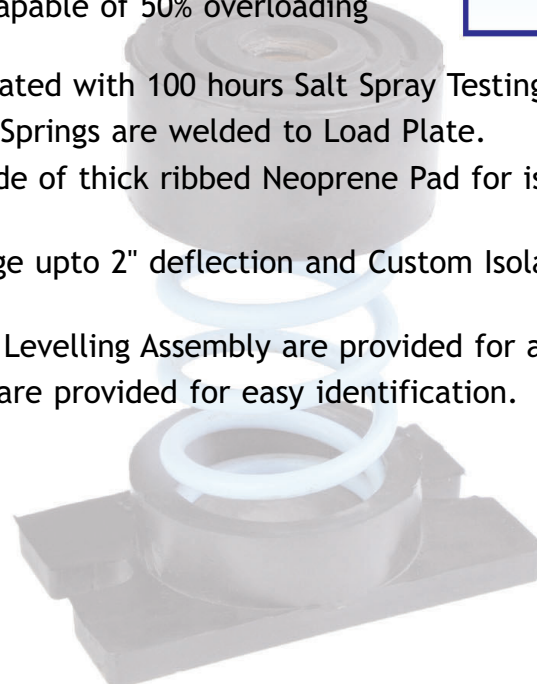 apable of 50% overloading
ated with 100 hours Salt Spray Testing
Springs are welded to Load Plate.
de of thick ribbed Neoprene Pad for is
ge upto 2" deflection and Custom Isola
Levelling Assembly are provided for a
are provided for easy identification.